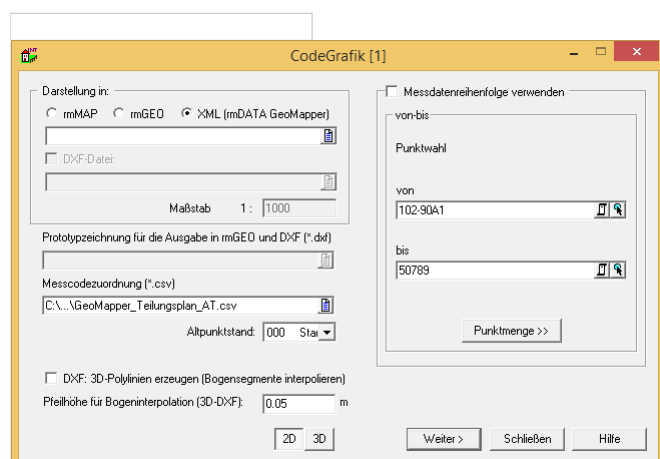 CodeGrafik [1]
Darstellung in:
rmMAP rmGEO XML (rmDATA GeoMapper)
DXF-Datei:
Maßstab 1 : 1000
Prototypzeichnung für die Ausgabe in rmGEO und DXF (*.dxf)
Messcodezuordnung (*.csv)
C:\...\GeoMapper_Teilungsplan_AT.csv
Altpunktstand: 000 Star
DXF: 3D-Polylinien erzeugen (Bogensegmente interpolieren)
Pfeilhöhe für Bogeninterpolation (3D-DXF): 0.05 m
2D 3D
Messdatenreihenfolge verwenden
von-bis
Punktwahl
von
102-90A1
bis
50789
Punktmenge >>
Weiter > Schließen Hilfe